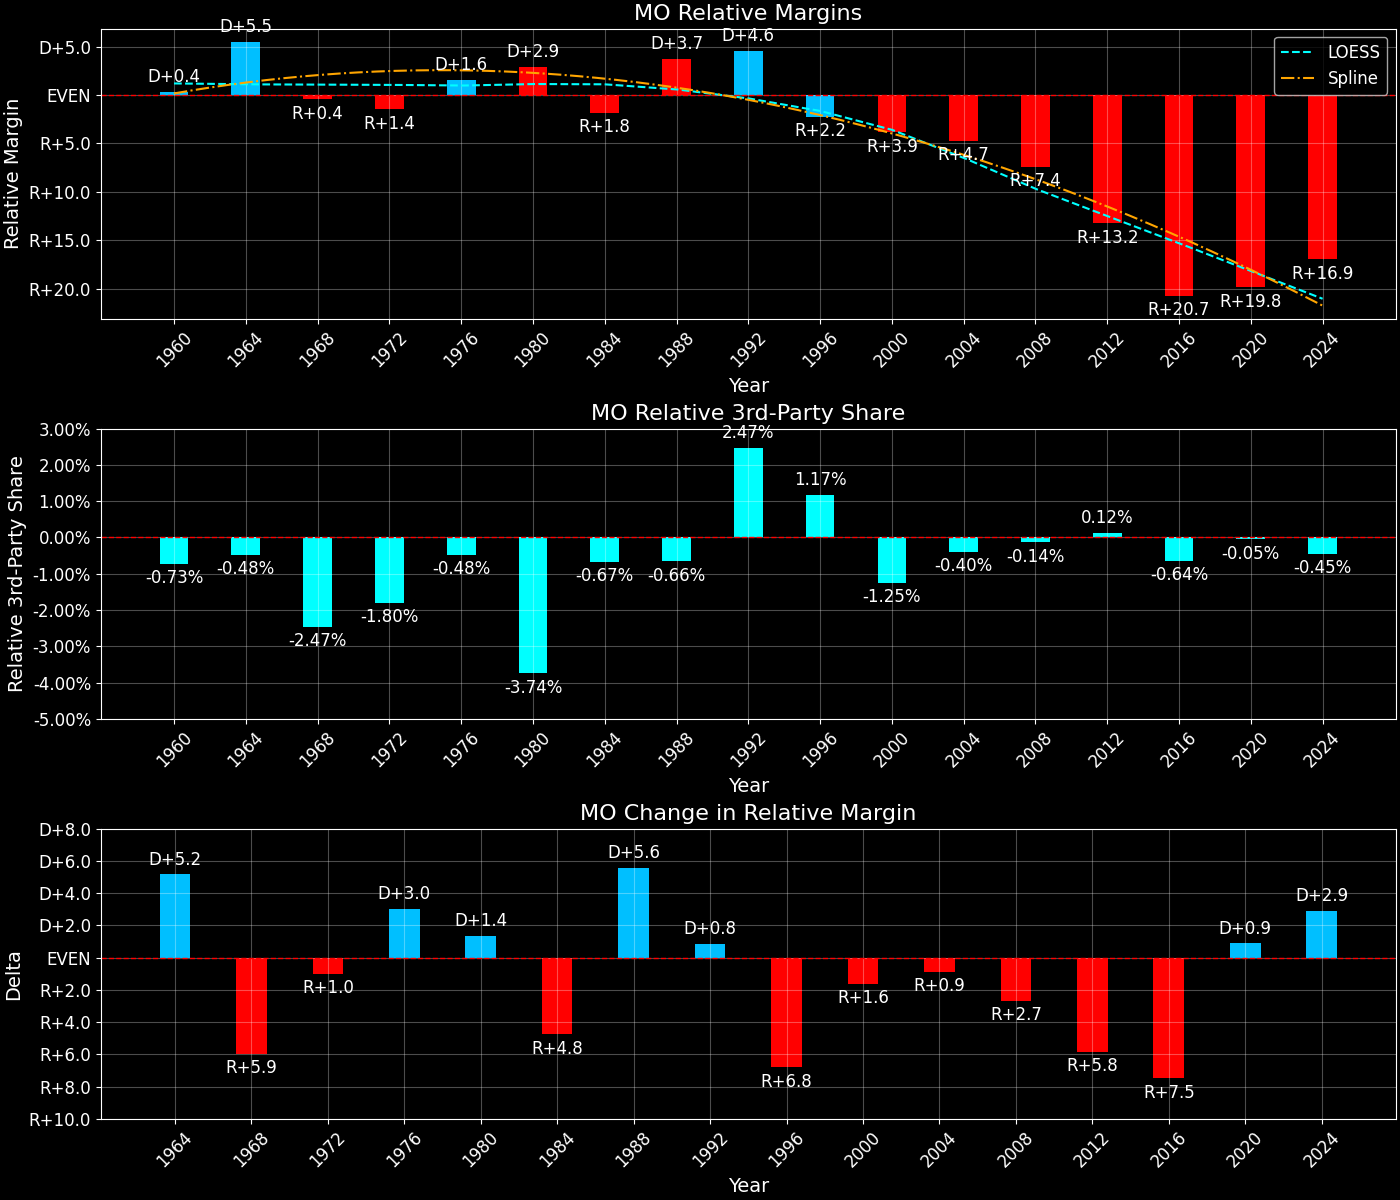 MO Relative Margins
Relative Margin
D+5.0
EVEN
R+5.0
R+10.0
R+15.0
R+20.0
D+0.4
D+5.5
R+0.4
R+1.4
D+1.6
D+2.9
R+1.8
D+3.7
D+4.6
R+2.2
R+3.9
R+4.7
R+7.4
R+13.2
R+20.7
R+19.8
R+16.9
LOESS
Spline
1960 1964 1968 1972 1976 1980 1984 1988 1992 1996 2000 2004 2008 2012 2016 2020 2024
Year
MO Relative 3rd-Party Share
Relative 3rd-Party Share
3.00%
2.00%
1.00%
0.00%
-1.00%
-2.00%
-3.00%
-4.00%
-5.00%
-0.73%
-0.48%
-2.47%
-1.80%
-0.48%
-3.74%
-0.67%
-0.66%
2.47%
1.17%
-1.25%
-0.40%
-0.14%
0.12%
-0.64%
-0.05%
-0.45%
1960 1964 1968 1972 1976 1980 1984 1988 1992 1996 2000 2004 2008 2012 2016 2020 2024
Year
MO Change in Relative Margin
Delta
D+8.0
D+6.0
D+4.0
D+2.0
EVEN
R+2.0
R+4.0
R+6.0
R+8.0
R+10.0
D+5.2
R+5.9
R+1.0
D+3.0
D+1.4
R+4.8
D+5.6
D+0.8
R+6.8
R+1.6
R+0.9
R+2.7
R+5.8
R+7.5
D+0.9
D+2.9
1964 1968 1972 1976 1980 1984 1988 1992 1996 2000 2004 2008 2012 2016 2020 2024
Year